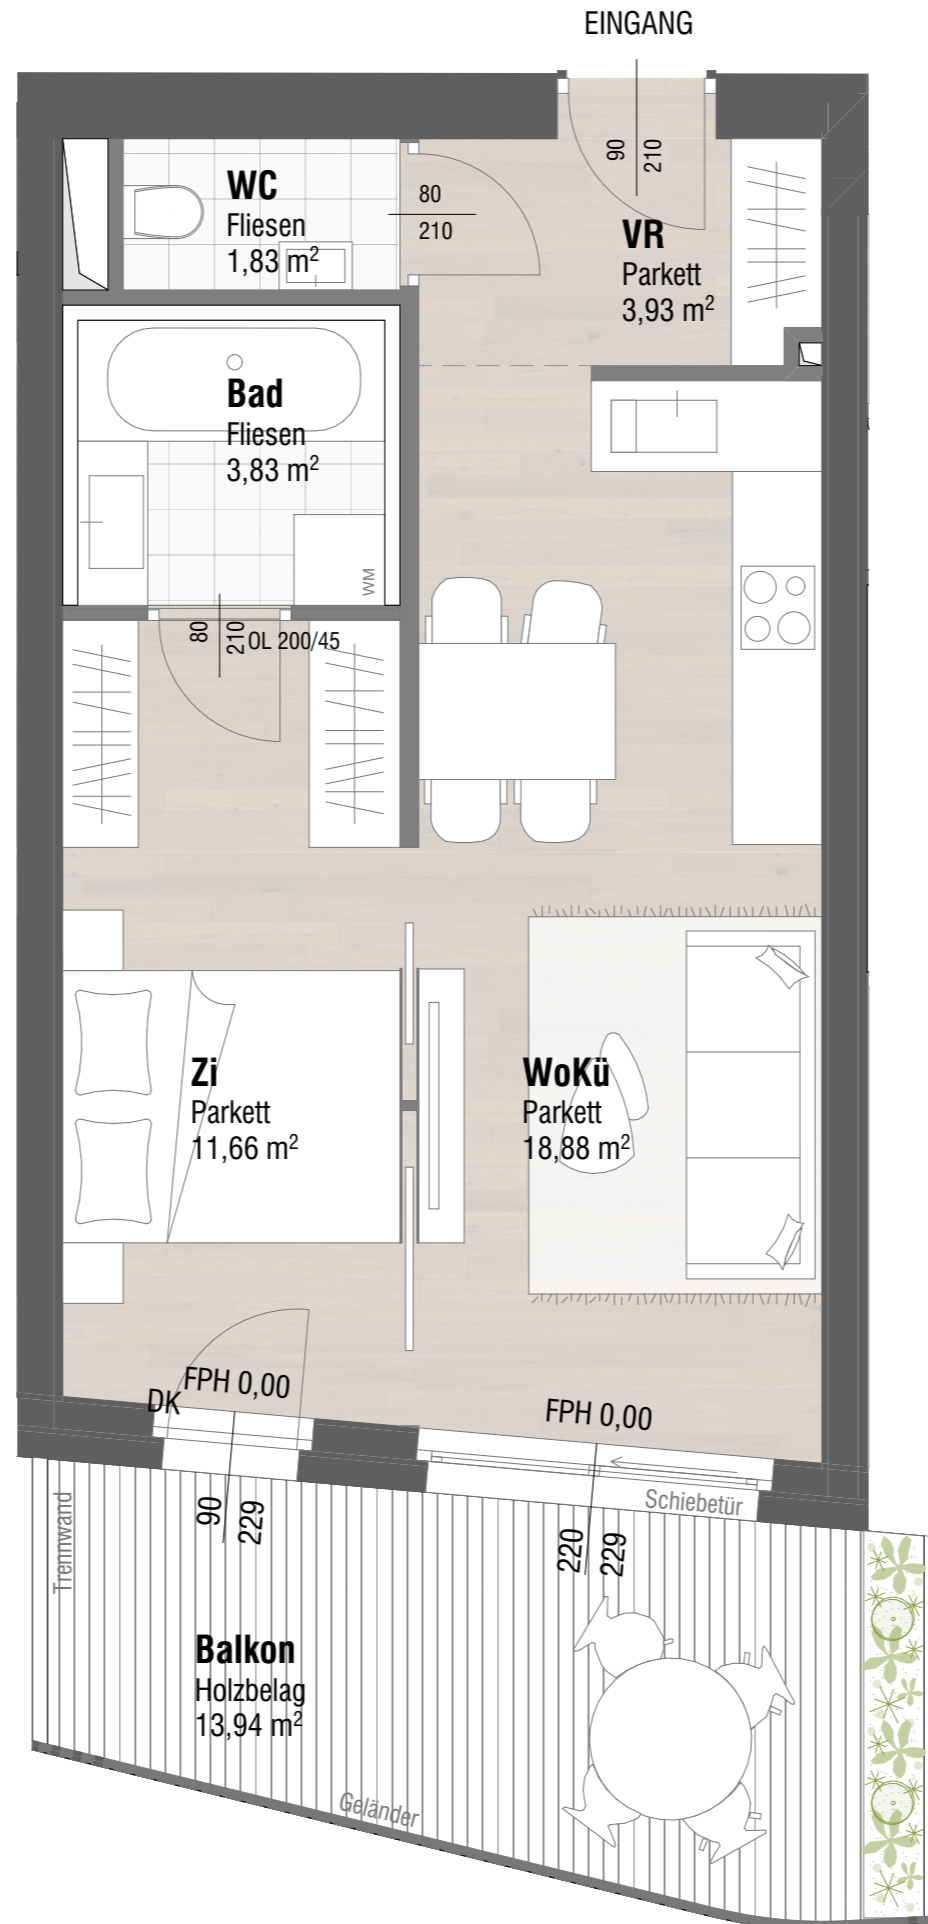 EINGANG
90
210
WC
Fliesen
1,83 m²
80
210
VR
Parkett
3,93 m²
Bad
Fliesen
3,83 m²
WM
80
210
OL 200/45
Zi
Parkett
11,66 m²
WoKü
Parkett
18,88 m²
DK
FPH 0,00
FPH 0,00
Schiebetür
Trennwand
90
229
220
229
Balkon
Holzbelag
13,94 m²
Geländer